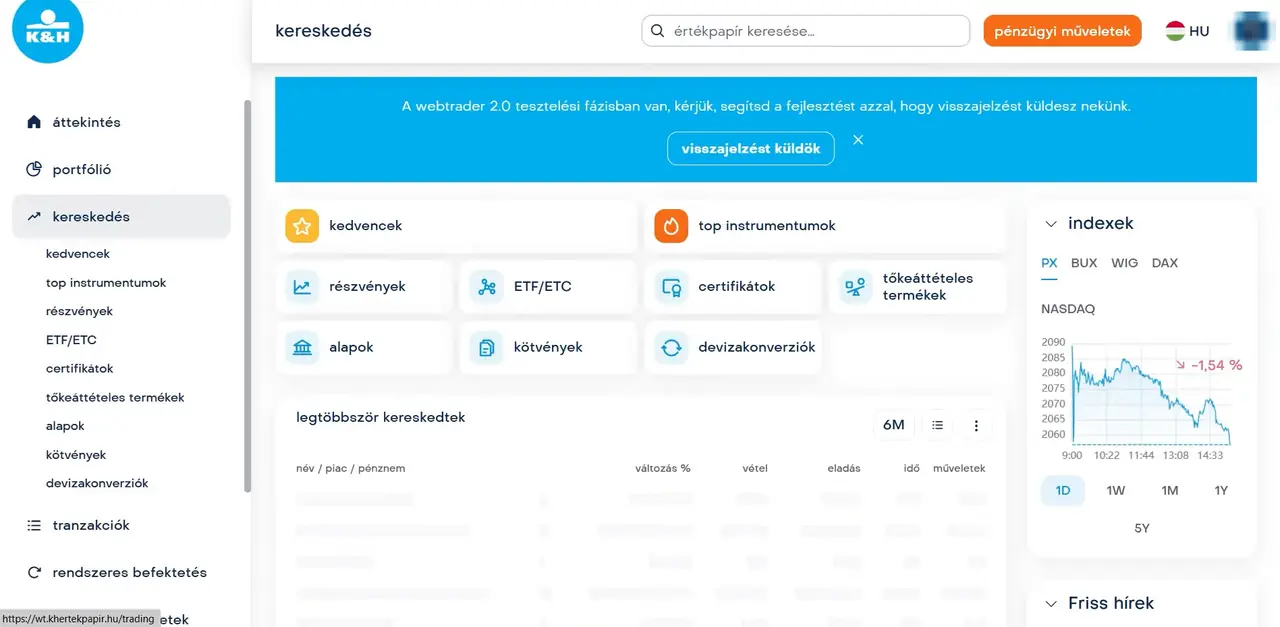 K&H
kereskedés
értékpapír keresése...
pénzügyi műveletek
HU
áttekintés
portfólió
kereskedés
kedvencek
top instrumentumok
részvények
ETF/ETC
certifikátok
tőkeáttételes termékek
alapok
kötvények
devizakonverziók
tranzakciók
rendszeres befektetés
etek
https://wt.khertekpapir.hu/trading
A webtrader 2.0 tesztelési fázisban van, kérjük, segítsd a fejlesztést azzal, hogy visszajelzést küldesz nekünk.
visszajelzést küldök
kedvencek
top instrumentumok
részvények
ETF/ETC
certifikátok
tőkeáttételes
termékek
alapok
kötvények
devizakonverziók
legtöbbször kereskedtek
6M
név / piac / pénznem változás % vétel eladás idő műveletek
indexek
PX BUX WIG DAX
NASDAQ
2090
2085
2080
2075
2070
2065
2060
-1,54 %
9:00 10:22 11:44 13:08 14:33
1D 1W 1M 1Y
5Y
Friss hírek